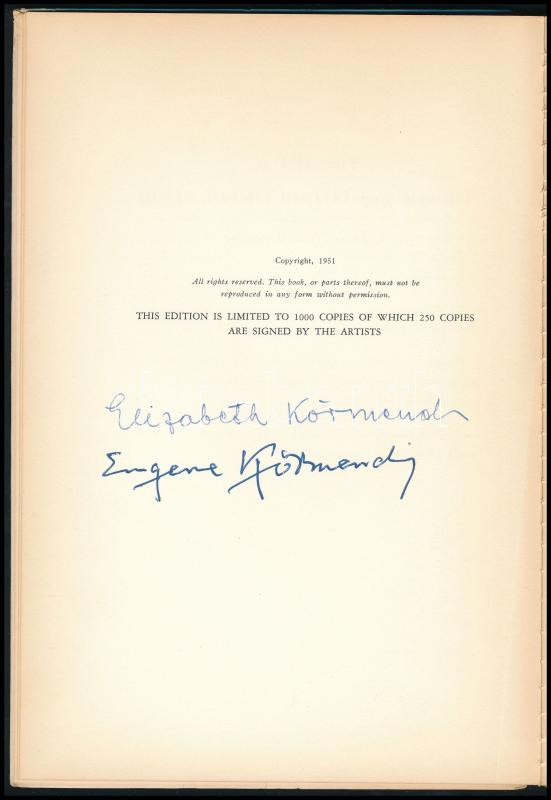 Copyright, 1951
All rights reserved. This book, or parts thereof, must not be
reproduced in any form without permission.
THIS EDITION IS LIMITED TO 1000 COPIES OF WHICH 250 COPIES
ARE SIGNED BY THE ARTISTS
Elizabeth Körmendi
Eugene Körmendi